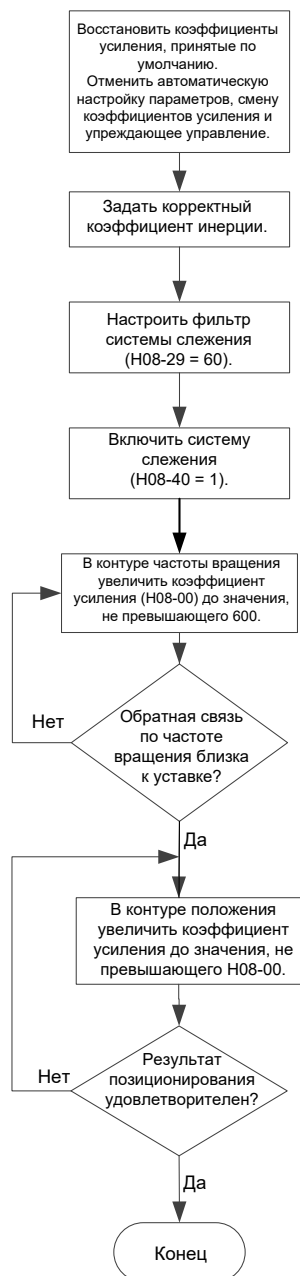 Восстановить коэффициенты
усиления, принятые по
умолчанию.
Отменить автоматическую
настройку параметров, смену
коэффициентов усиления и
упреждающее управление.
Задать корректный
коэффициент инерции.
Настроить фильтр
системы слежения
(H08-29 = 60).
Включить систему
слежения
(H08-40 = 1).
В контуре частоты вращения
увеличить коэффициент
усиления (H08-00) до значения,
не превышающего 600.
Нет
Обратная связь
по частоте
вращения близка
к уставке?
Да
В контуре положения
увеличить коэффициент
усиления до значения, не
превышающего H08-00.
Нет
Результат
позиционирования
удовлетворителен?
Да
Конец